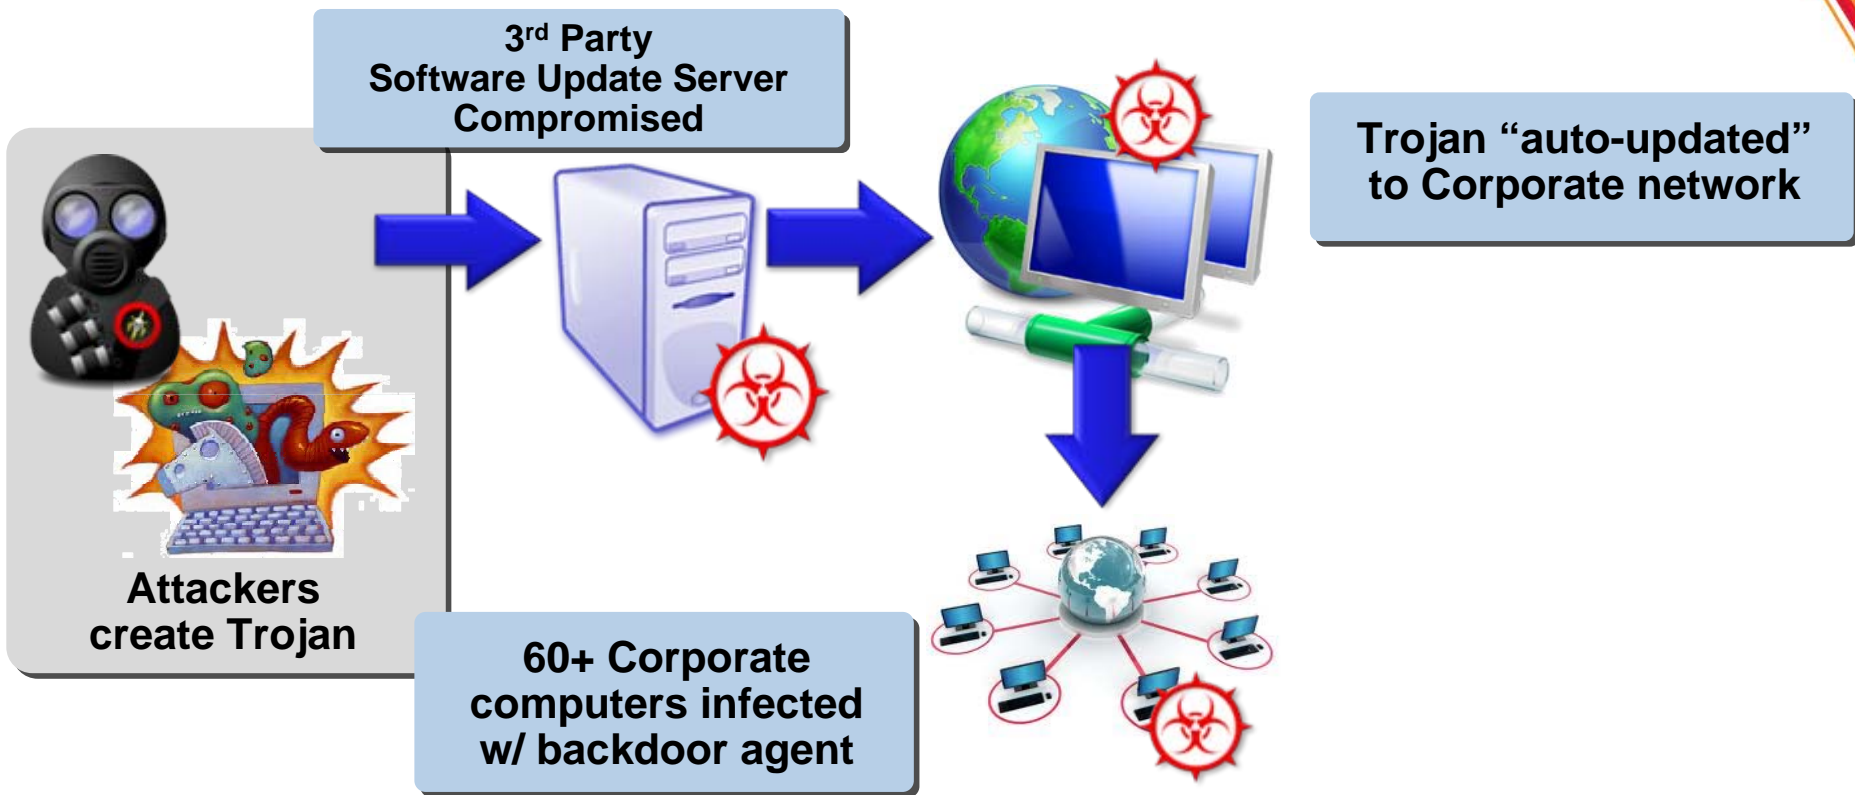 3rd Party
Software Update Server
Compromised
Trojan “auto-updated”
to Corporate network
Attackers
create Trojan
60+ Corporate
computers infected
w/ backdoor agent